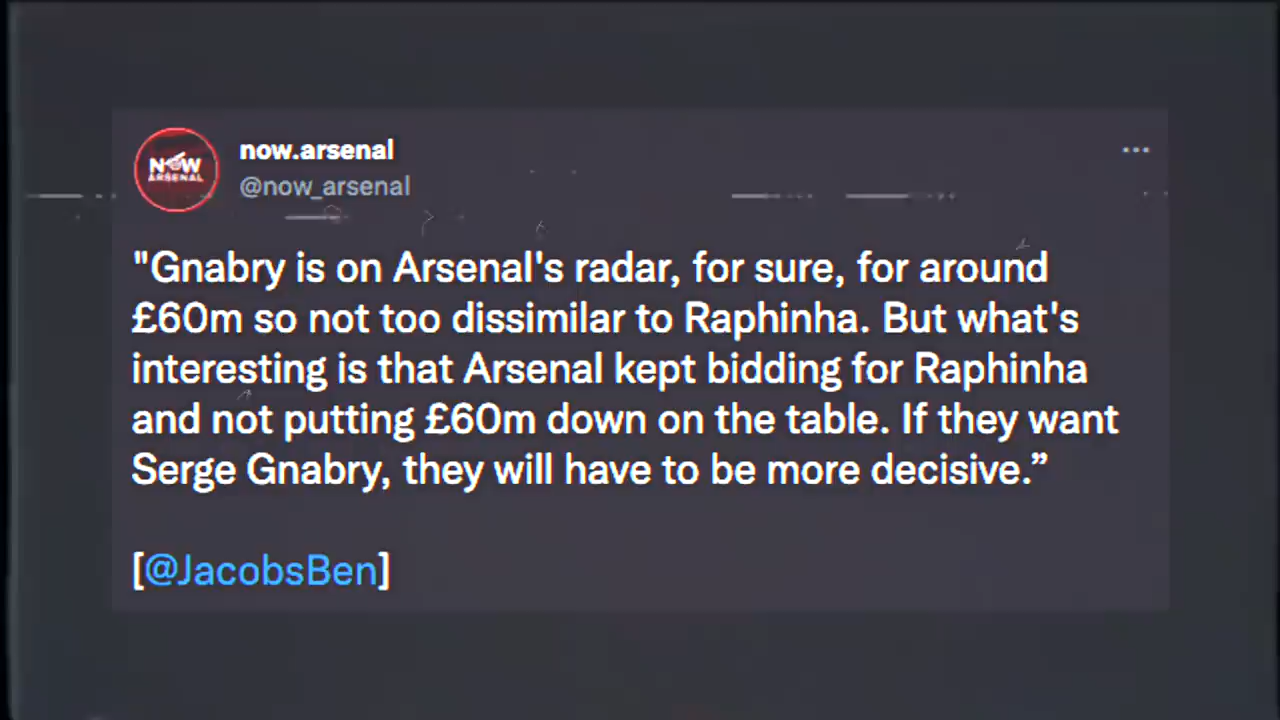 NOW
ARSENAL
now.arsenal
@now_arsenal
"Gnabry is on Arsenal's radar, for sure, for around
£60m so not too dissimilar to Raphinha. But what's
interesting is that Arsenal kept bidding for Raphinha
and not putting £60m down on the table. If they want
Serge Gnabry, they will have to be more decisive.”
[@JacobsBen]